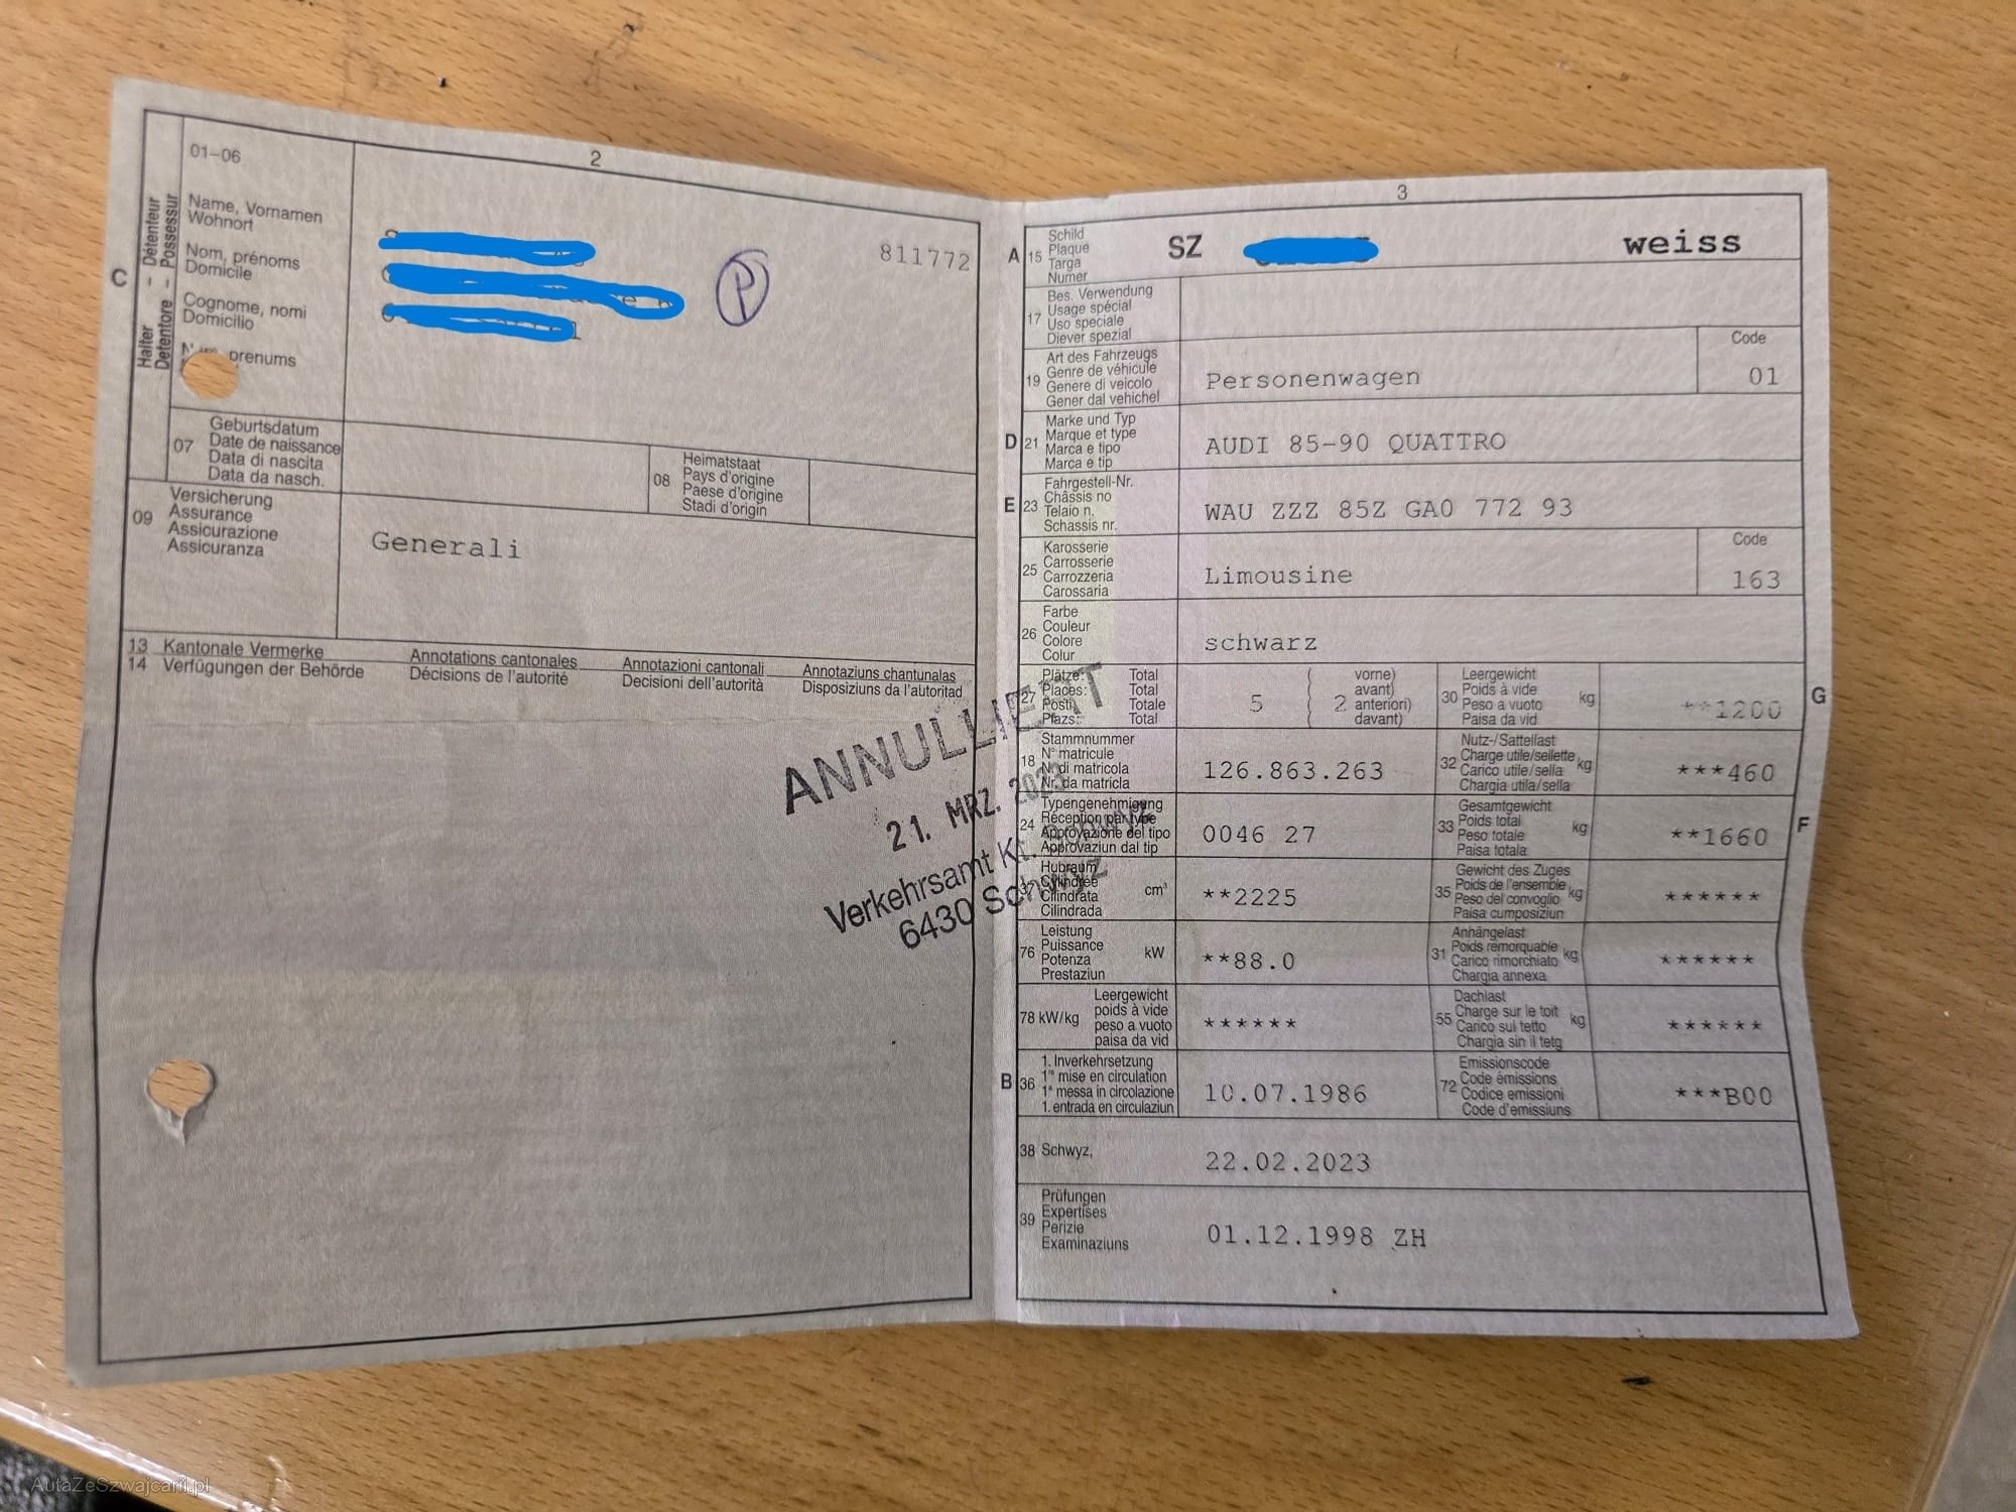 2
01-06
Halter – Détenteur
Detentore – Possessur
C
Name, Vornamen
Wohnort
Nom, prénoms
Domicile
Cognome, nomi
Domicilio
prenums
811772
P
07
Geburtsdatum
Date de naissance
Data di nascita
Data da nasch.
08
Heimatstaat
Pays d'origine
Paese d'origine
Stadi d'origin
09
Versicherung
Assurance
Assicurazione
Assicuranza
Generali
13 Kantonale Vermerke Annotations cantonales Annotazioni cantonali Annotaziuns chantunalas
14 Verfügungen der Behörde Décisions de l'autorité Decisioni dell'autorità Disposiziuns da l'autoritad
ANNULLIERT
21. MRZ. 2023
Verkehrsamt Kt. Schwyz
6430 Schwyz
3
A 15
Schild
Plaque
Targa
Numer
SZ weiss
17
Bes. Verwendung
Usage spécial
Uso speciale
Diever spezial
19
Art des Fahrzeugs
Genre de véhicule
Genere di veicolo
Gener dal vehichel
Personenwagen
Code
01
D 21
Marke und Typ
Marque et type
Marca e tipo
Marca e tip
AUDI 85-90 QUATTRO
E 23
Fahrgestell-Nr.
Châssis no
Telaio n.
Schassis nr.
WAU ZZZ 85Z GA0 772 93
25
Karosserie
Carrosserie
Carrozzeria
Carossaria
Limousine
Code
163
26
Farbe
Couleur
Colore
Colur
schwarz
27
Plätze: Total
Places: Total
Posti: Totale
Plazs: Total
5
( vorne)
avant)
( 2 anteriori)
( davant)
30
Leergewicht
Poids à vide kg
Peso a vuoto
Paisa da vid
**1200
G
18
Stammnummer
N° matricule
N. di matricola
Nr. da matricla
126.863.263
32
Nutz-/Sattellast
Charge utile/sellette kg
Carico utile/sella
Chargia utila/sella
***460
24
Typengenehmigung
Réception par type
Approvazione del tipo
Approvaziun dal tip
0046 27
33
Gesamtgewicht
Poids total kg
Peso totale
Paisa totala
**1660
F
37
Hubraum
Cylindrée cm³
Cilindrata
Cilindrada
**2225
35
Gewicht des Zuges
Poids de l'ensemble kg
Peso del convoglio
Paisa cumposiziun
******
76
Leistung
Puissance kW
Potenza
Prestaziun
**88.0
31
Anhängelast
Poids remorquable kg
Carico rimorchiato
Chargia annexa
******
78 kW/kg
Leergewicht
poids à vide
peso a vuoto
paisa da vid
******
55
Dachlast
Charge sur le toit kg
Carico sul tetto
Chargia sin il tetg
******
B 36
1. Inverkehrsetzung
1re mise en circulation
1a messa in circolazione
1. entrada en circulaziun
10.07.1986
72
Emissionscode
Code émissions
Codice emissioni
Code d'emissiuns
***B00
38 Schwyz,
22.02.2023
39
Prüfungen
Expertises
Perizie
Examinaziuns
01.12.1998 ZH
AutaZeSzwajcarii.pl